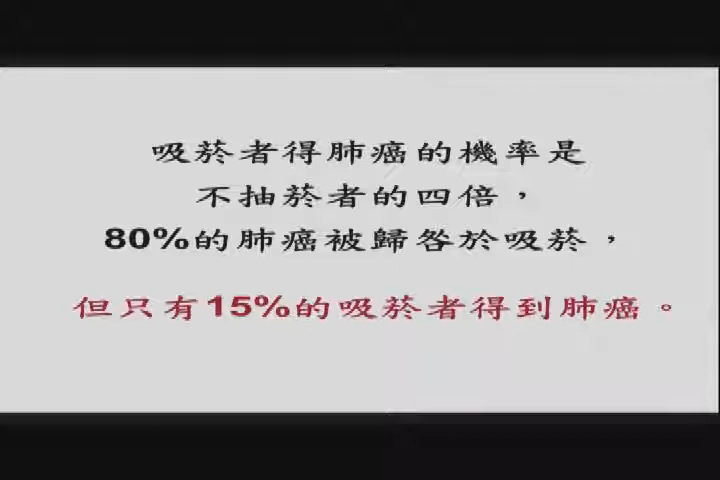 吸菸者得肺癌的機率是
不抽菸者的四倍，
80%的肺癌被歸咎於吸菸，
但只有15%的吸菸者得到肺癌。